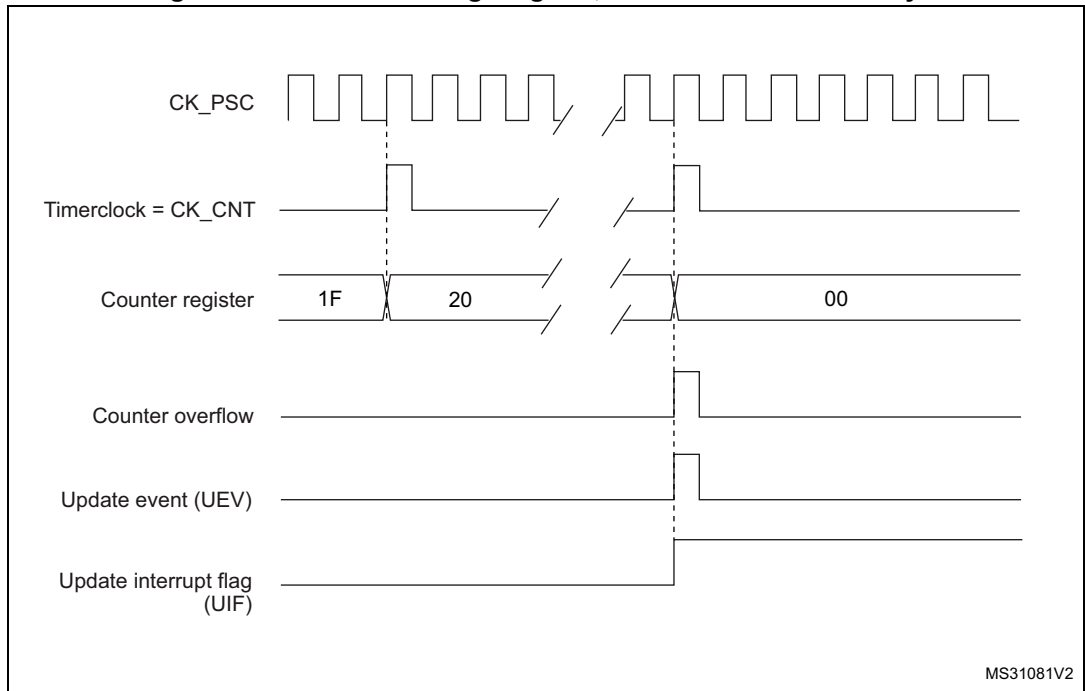 CK_PSC
Timerclock = CK_CNT
Counter register
1F
20
00
Counter overflow
Update event (UEV)
Update interrupt flag
(UIF)
MS31081V2